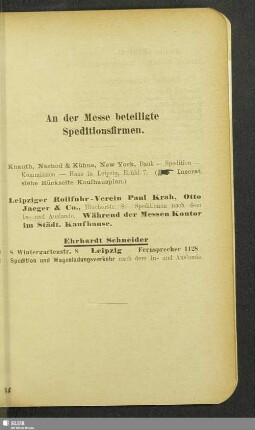 An der Messe beteiligte
Speditionsfirmen.
Knauth, Nachod & Kühne, New York, Bank — Spedition —
Kommission — Haus in Leipzig, 7. ( Inserat
siehe Rückseite Kaufhausplan.)
Leipziger Rollfuhr-Verein Paul Krah, Otto
Jaeger & Co., Spediteure nach dem
In- und Auslande. Während der Messen Kontor
im Städt. Kaufhause.
Ehrhardt Schneider
8 Wintergartenstr. 8 Leipzig Fernsprecher 1128
Spedition und Wagenladungsverkehr nach dem In- und Auslande
SLUB